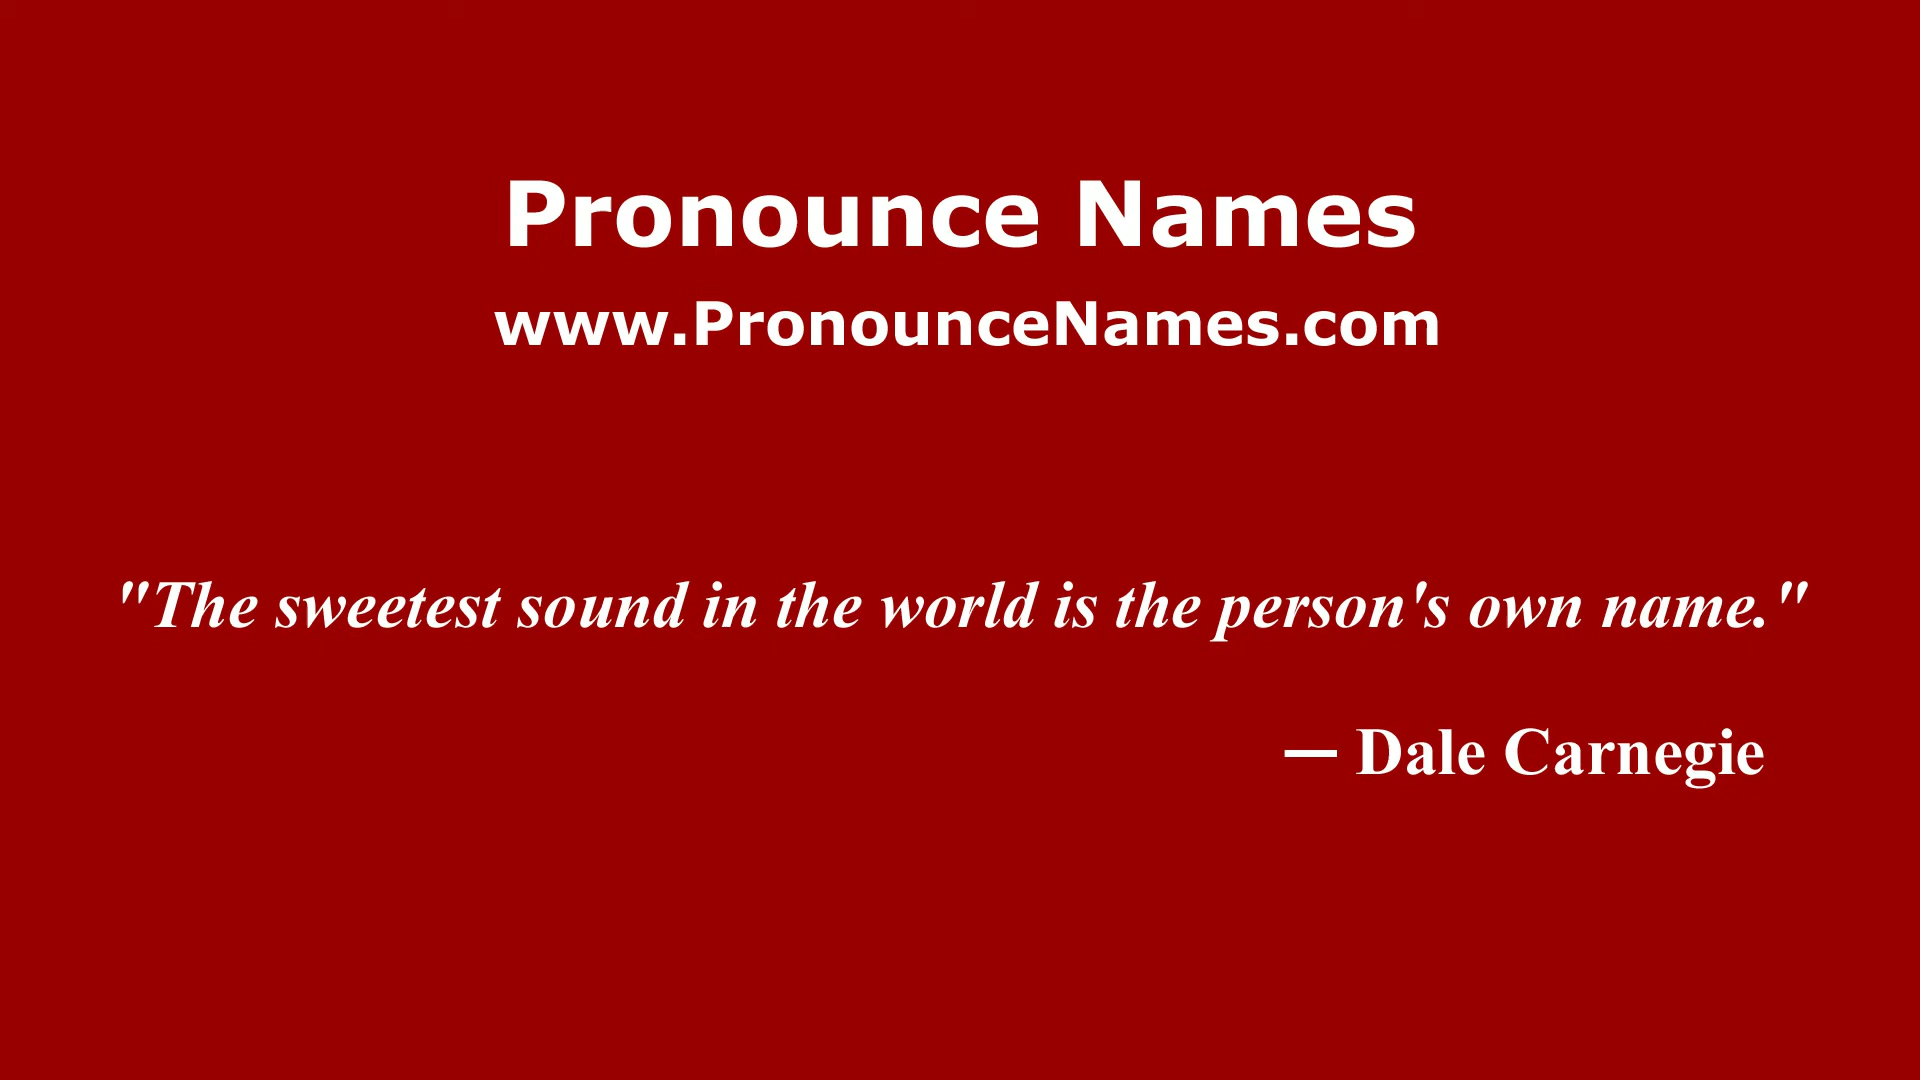 Pronounce Names
www.PronounceNames.com
"The sweetest sound in the world is the person's own name."
— Dale Carnegie